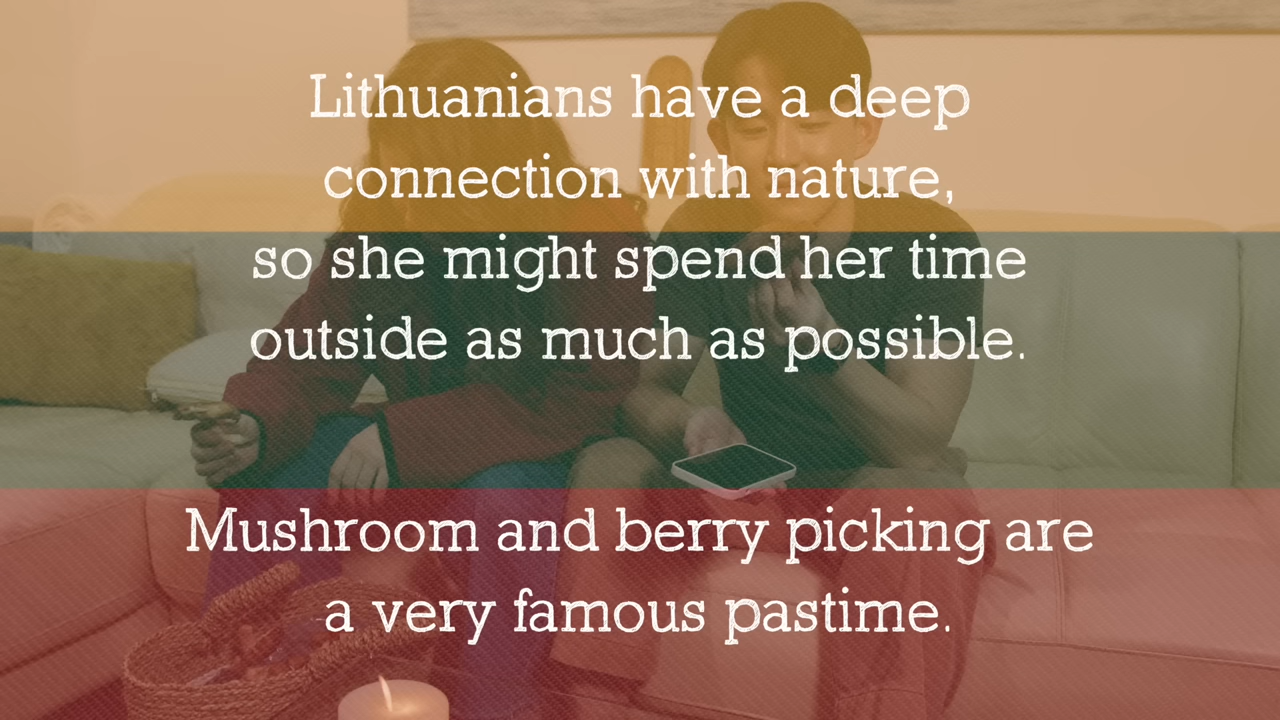 Lithuanians have a deep
connection with nature,
so she might spend her time
outside as much as possible.
Mushroom and berry picking are
a very famous pastime.